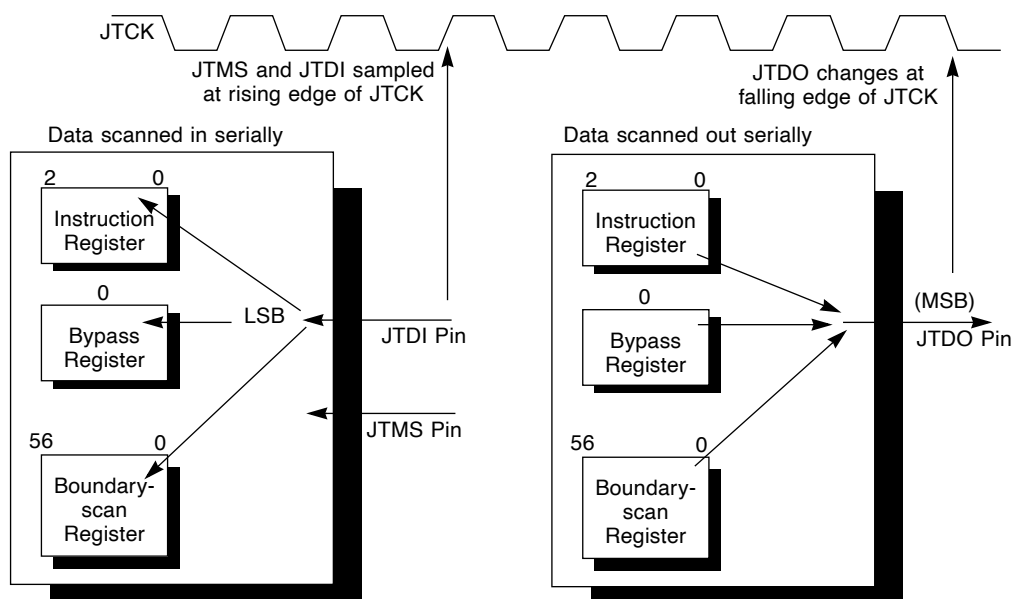 JTCK
JTMS and JTDI sampled
at rising edge of JTCK
JTDO changes at
falling edge of JTCK
Data scanned in serially
2 0
Instruction
Register
0
Bypass
Register
LSB
JTDI Pin
JTMS Pin
56 0
Boundary-
scan
Register
Data scanned out serially
2 0
Instruction
Register
0
Bypass
Register
(MSB)
JTDO Pin
56 0
Boundary-
scan
Register